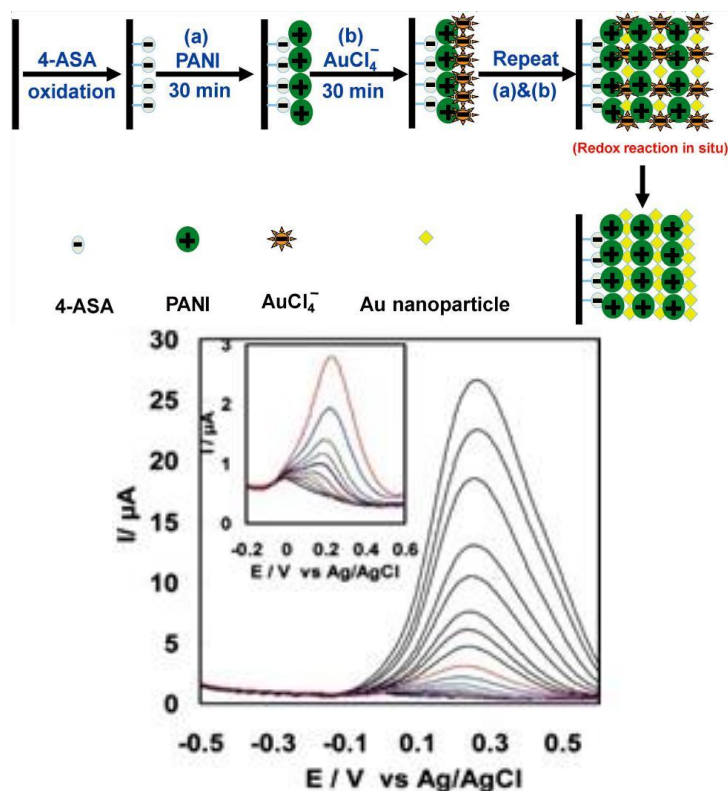 4-ASA
oxidation
(a)
PANI
30 min
(b)
AuCl₄⁻
30 min
Repeat
(a)&(b)
(Redox reaction in situ)
4-ASA
PANI
AuCl₄⁻
Au nanoparticle
30
25
20
15
10
5
0
I/ µA
-0.5
-0.3
-0.1
0.1
0.3
0.5
E / V vs Ag/AgCl
3
2
1
0
I / µA
-0.2
0
0.2
0.4
0.6
E / V vs Ag/AgCl